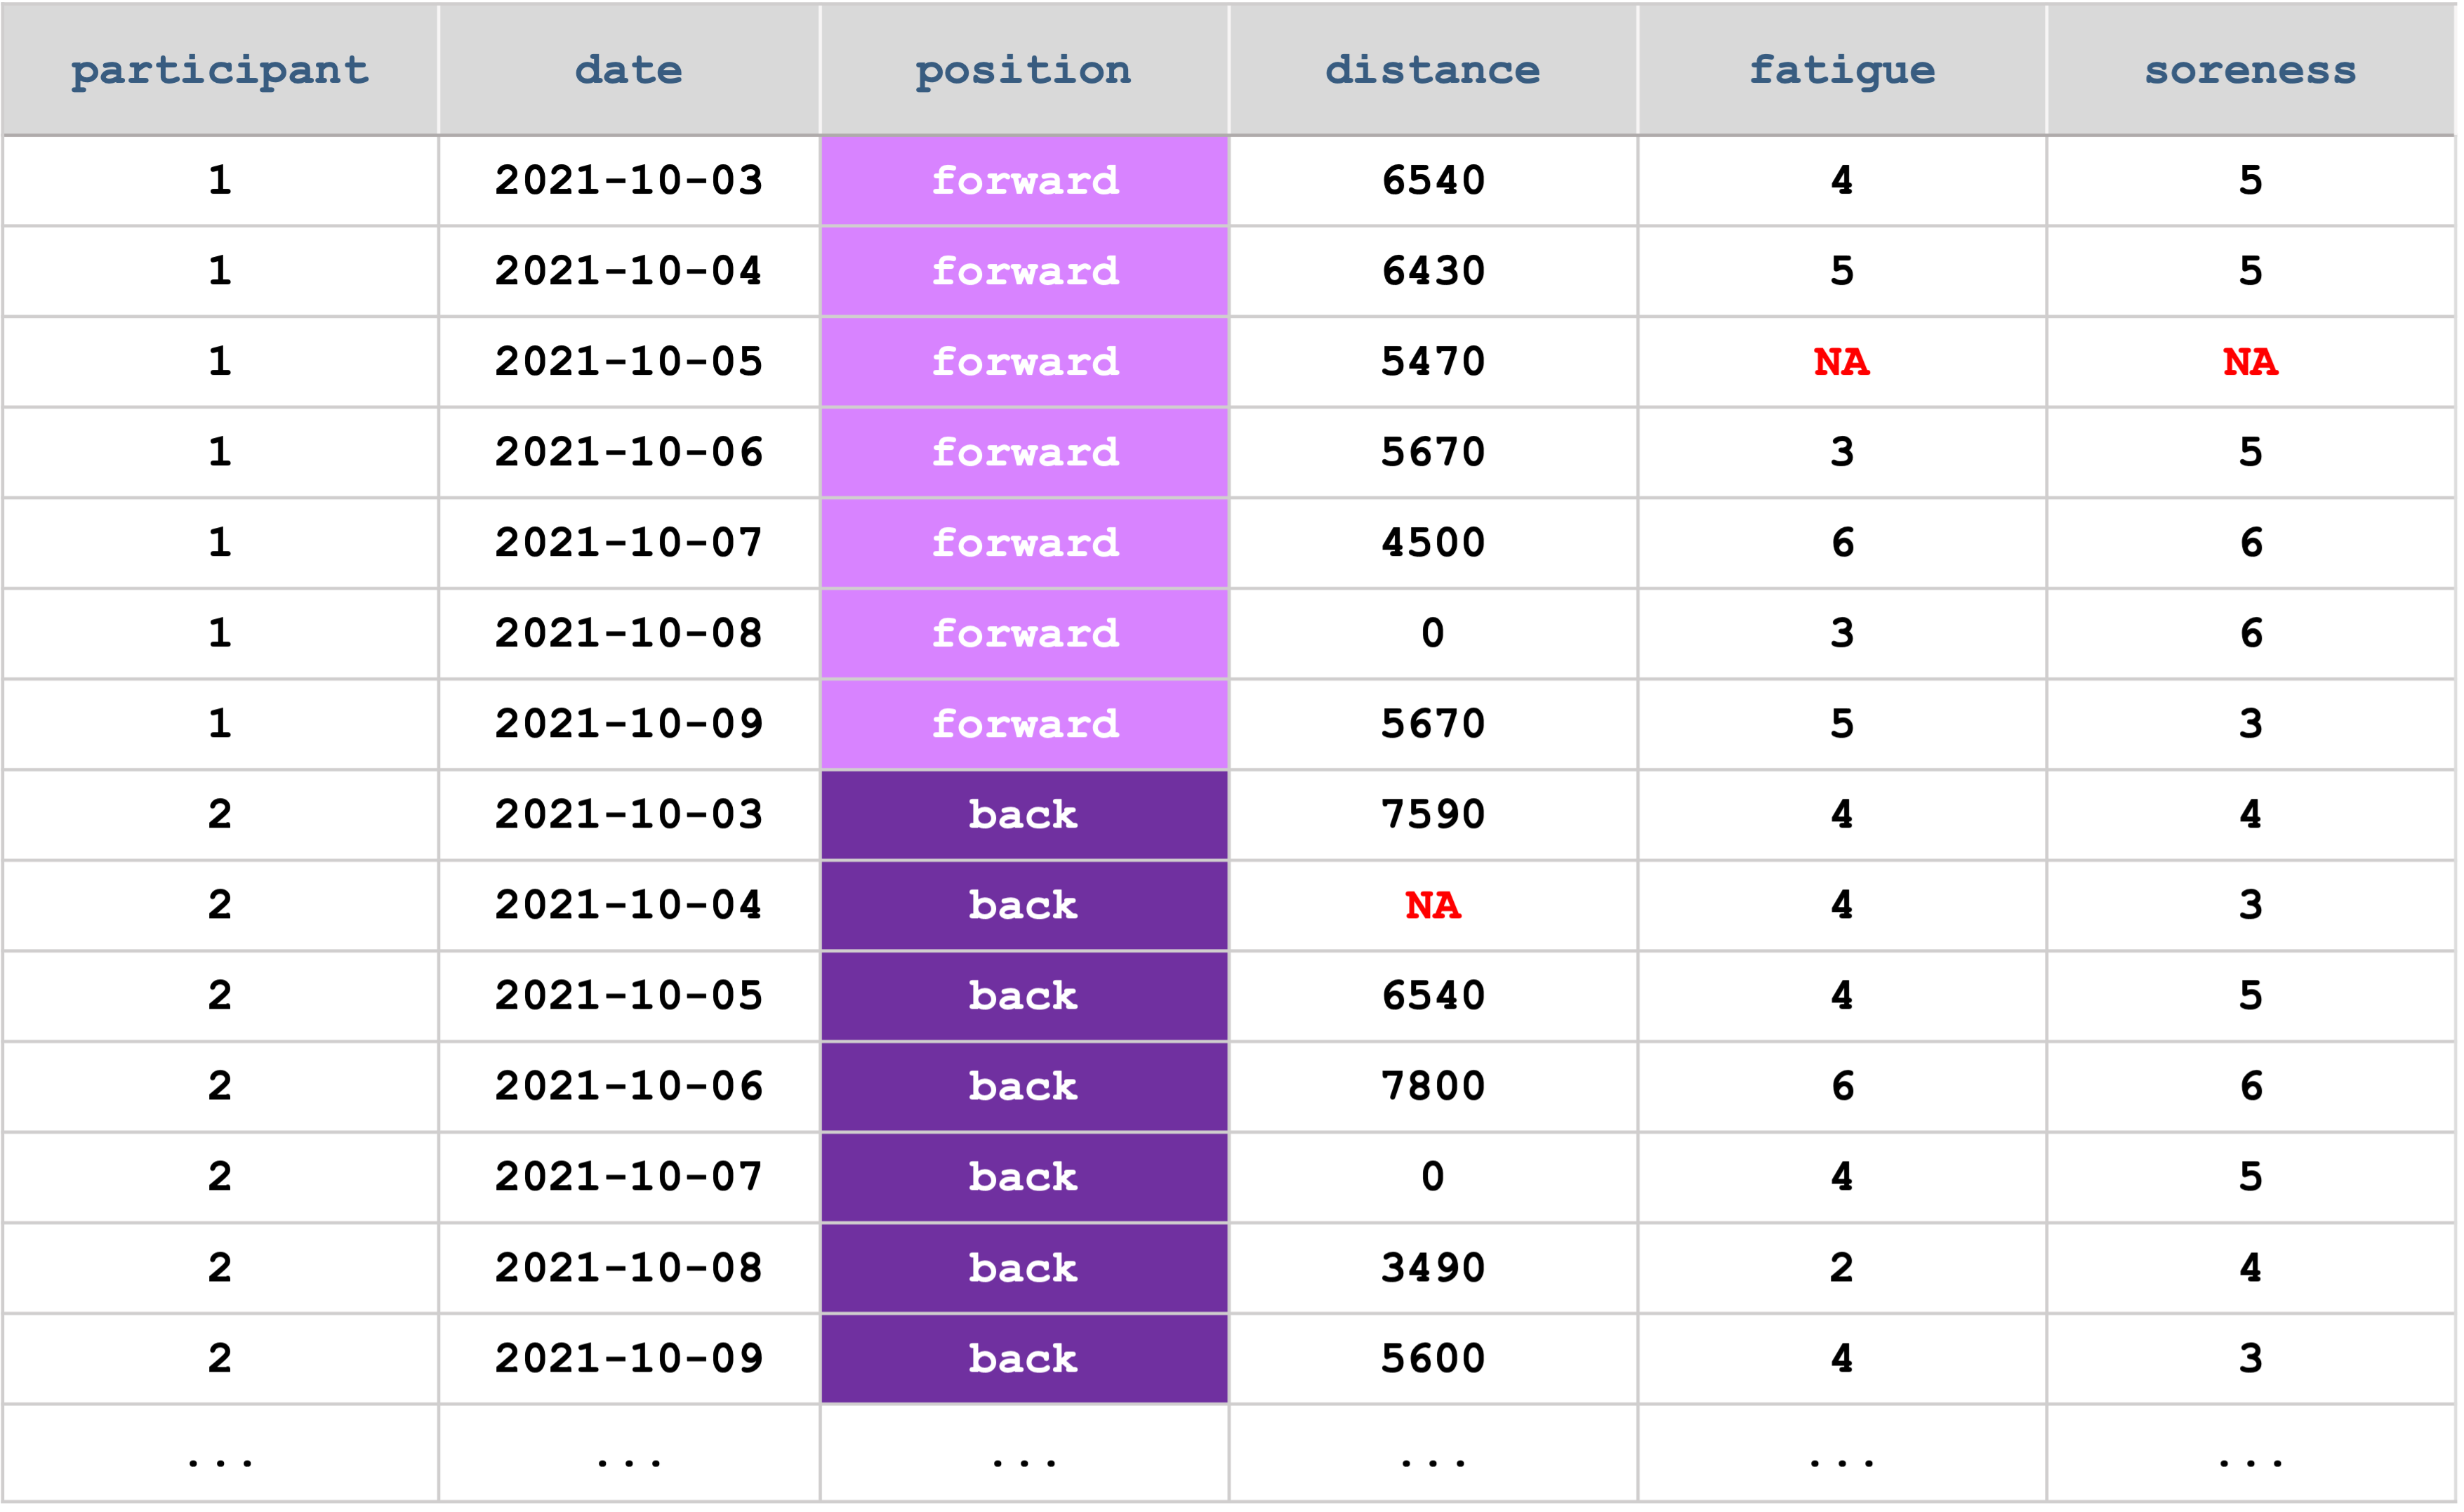 participant date position distance fatigue soreness
1 2021-10-03 forward 6540 4 5
1 2021-10-04 forward 6430 5 5
1 2021-10-05 forward 5470 NA NA
1 2021-10-06 forward 5670 3 5
1 2021-10-07 forward 4500 6 6
1 2021-10-08 forward 0 3 6
1 2021-10-09 forward 5670 5 3
2 2021-10-03 back 7590 4 4
2 2021-10-04 back NA 4 3
2 2021-10-05 back 6540 4 5
2 2021-10-06 back 7800 6 6
2 2021-10-07 back 0 4 5
2 2021-10-08 back 3490 2 4
2 2021-10-09 back 5600 4 3
... ... ... ... ... ...